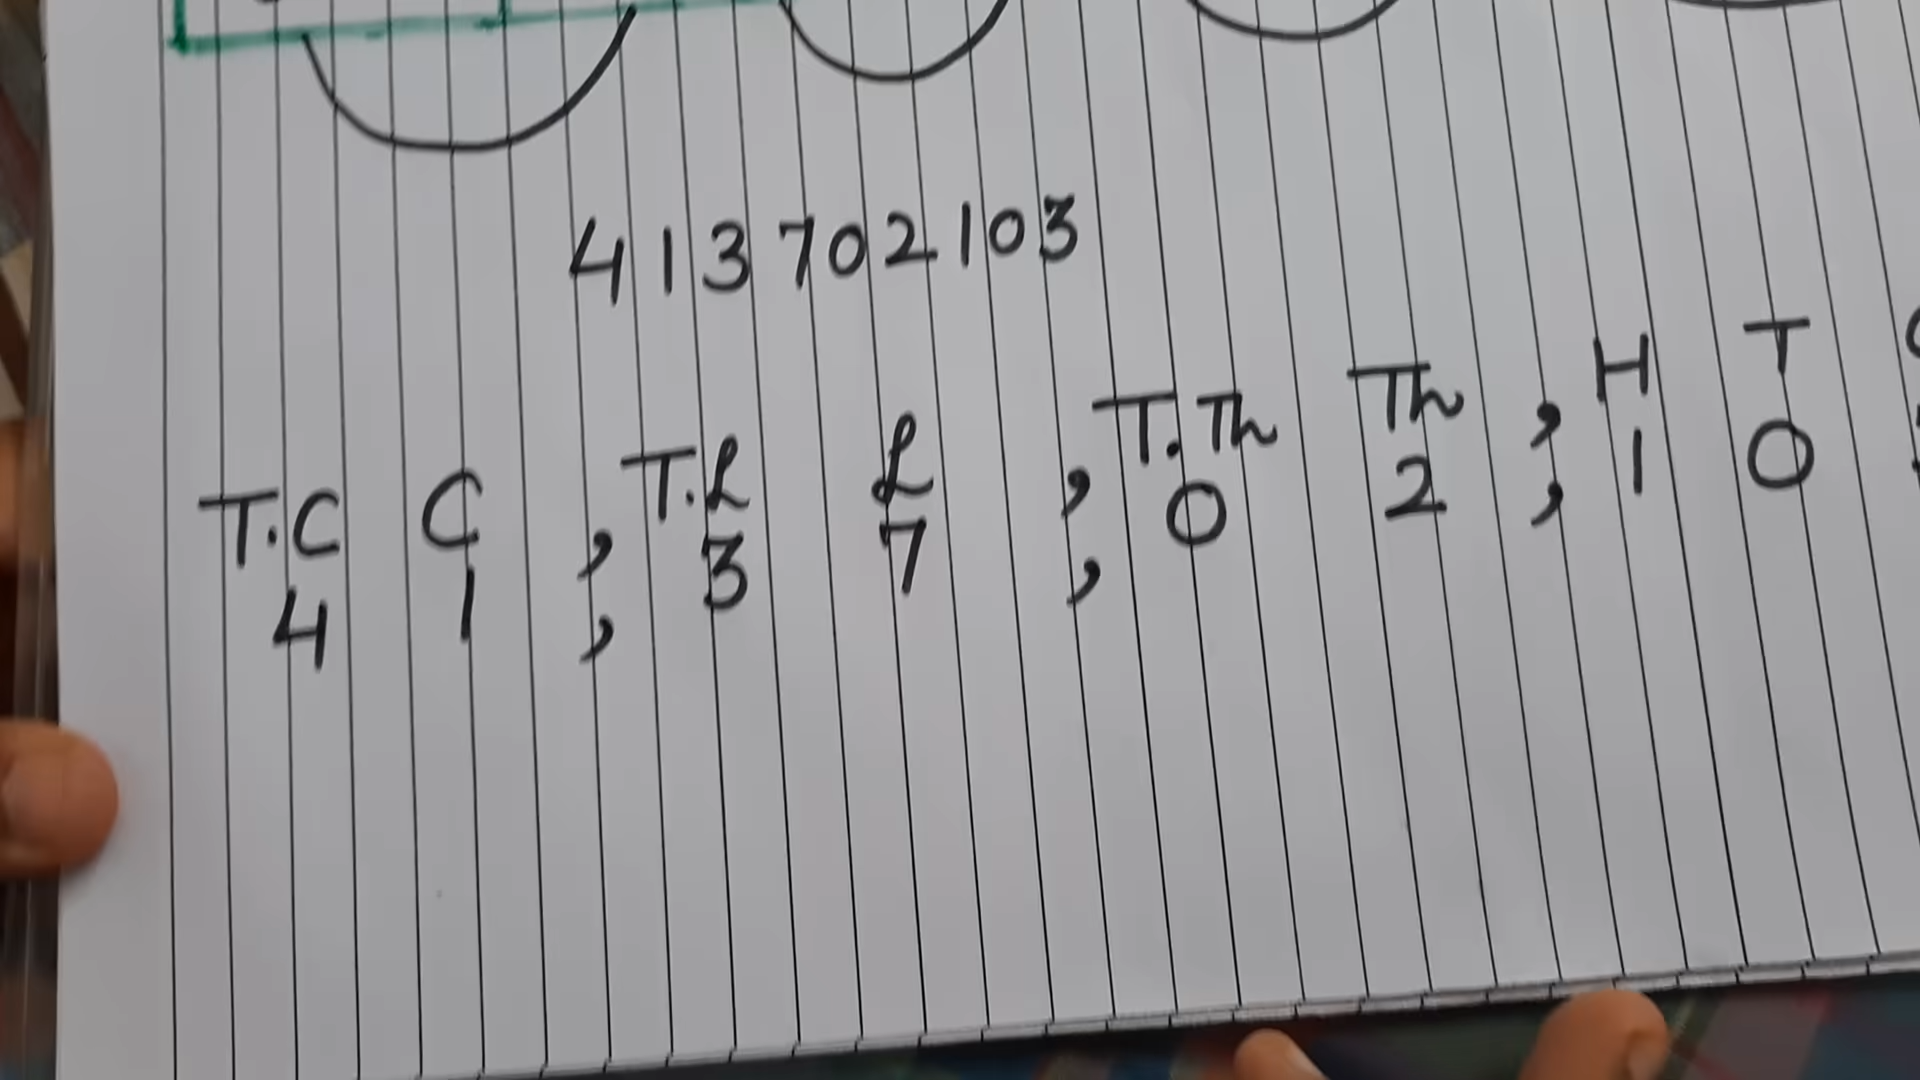 413702103
T.C C , T.L L , T.Th Th , H T
4 1 , 3 7 , 0 2 , 1 0